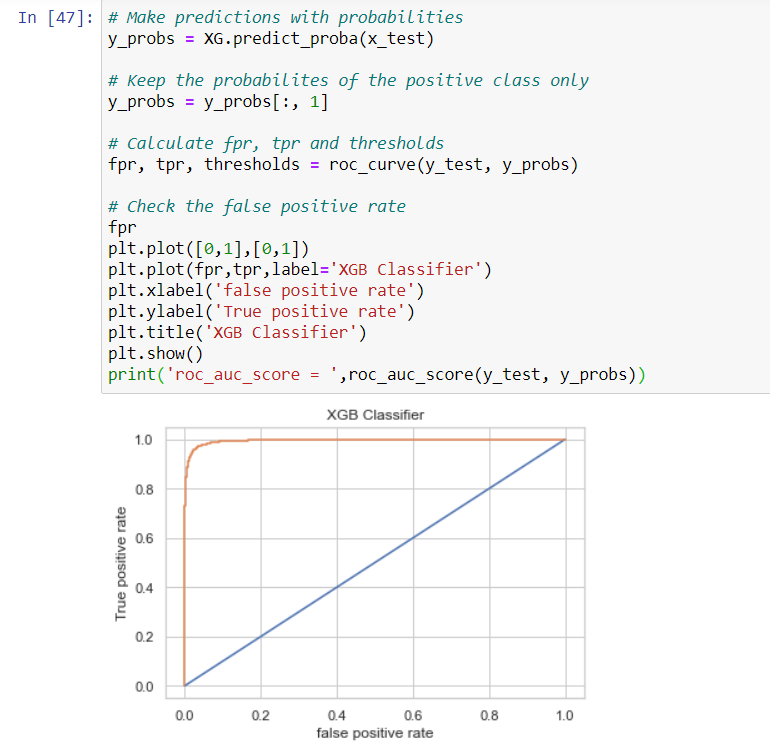 In [47]: # Make predictions with probabilities
y_probs = XG.predict_proba(x_test)
# Keep the probabilites of the positive class only
y_probs = y_probs[:, 1]
# Calculate fpr, tpr and thresholds
fpr, tpr, thresholds = roc_curve(y_test, y_probs)
# Check the false positive rate
fpr
plt.plot([0,1],[0,1])
plt.plot(fpr,tpr,label='XGB Classifier')
plt.xlabel('false positive rate')
plt.ylabel('True positive rate')
plt.title('XGB Classifier')
plt.show()
print('roc_auc_score = ',roc_auc_score(y_test, y_probs))
XGB Classifier
True positive rate
1.0
0.8
0.6
0.4
0.2
0.0
0.0 0.2 0.4 0.6 0.8 1.0
false positive rate